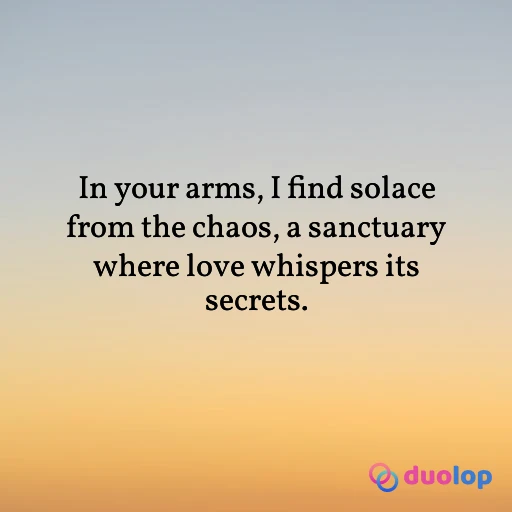 In your arms, I find solace
from the chaos, a sanctuary
where love whispers its
secrets.
duolop